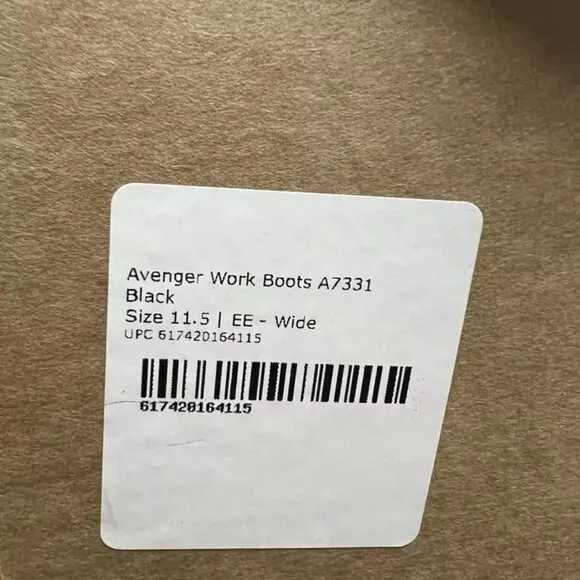 Avenger Work Boots A7331
Black
Size 11.5 | EE - Wide
UPC 617420164115
617420164115